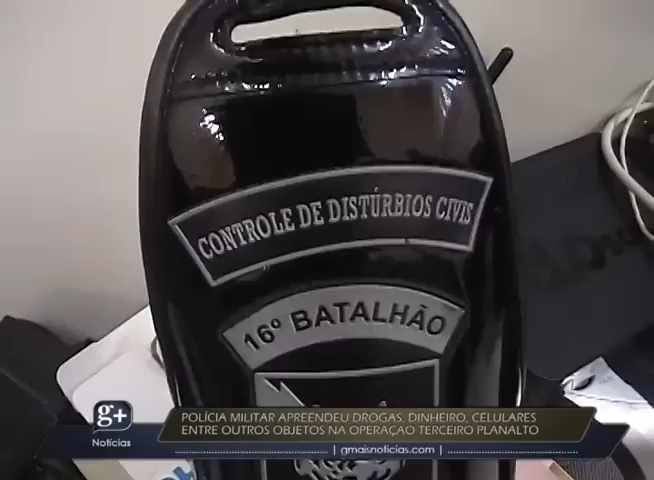 CONTROLE DE DISTÚRBIOS CIVIS
16º BATALHÃO
g+
Notícias
POLÍCIA MILITAR APREENDEU DROGAS, DINHEIRO, CELULARES
ENTRE OUTROS OBJETOS NA OPERAÇÃO TERCEIRO PLANALTO
| gmaisnoticias.com |